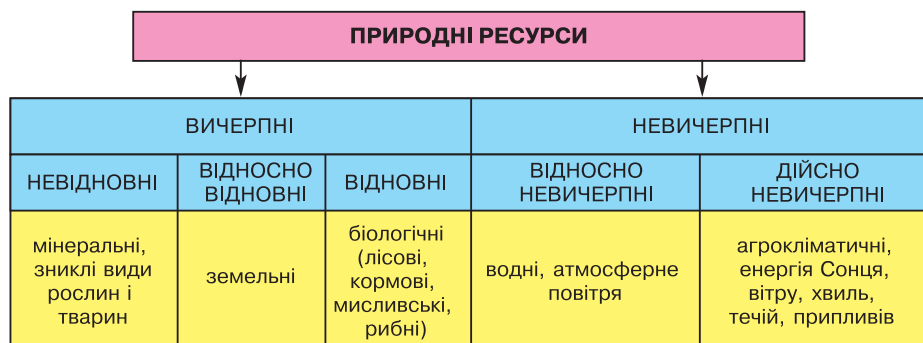 ПРИРОДНІ РЕСУРСИ
ВИЧЕРПНІ
НЕВИЧЕРПНІ
НЕВІДНОВНІ
ВІДНОСНО
ВІДНОВНІ
ВІДНОВНІ
ВІДНОСНО
НЕВИЧЕРПНІ
ДІЙСНО
НЕВИЧЕРПНІ
мінеральні,
зниклі види
рослин і
тварин
земельні
біологічні
(лісові,
кормові,
мисливські,
рибні)
водні, атмосферне
повітря
агрокліматичні,
енергія Сонця,
вітру, хвиль,
течій, припливів